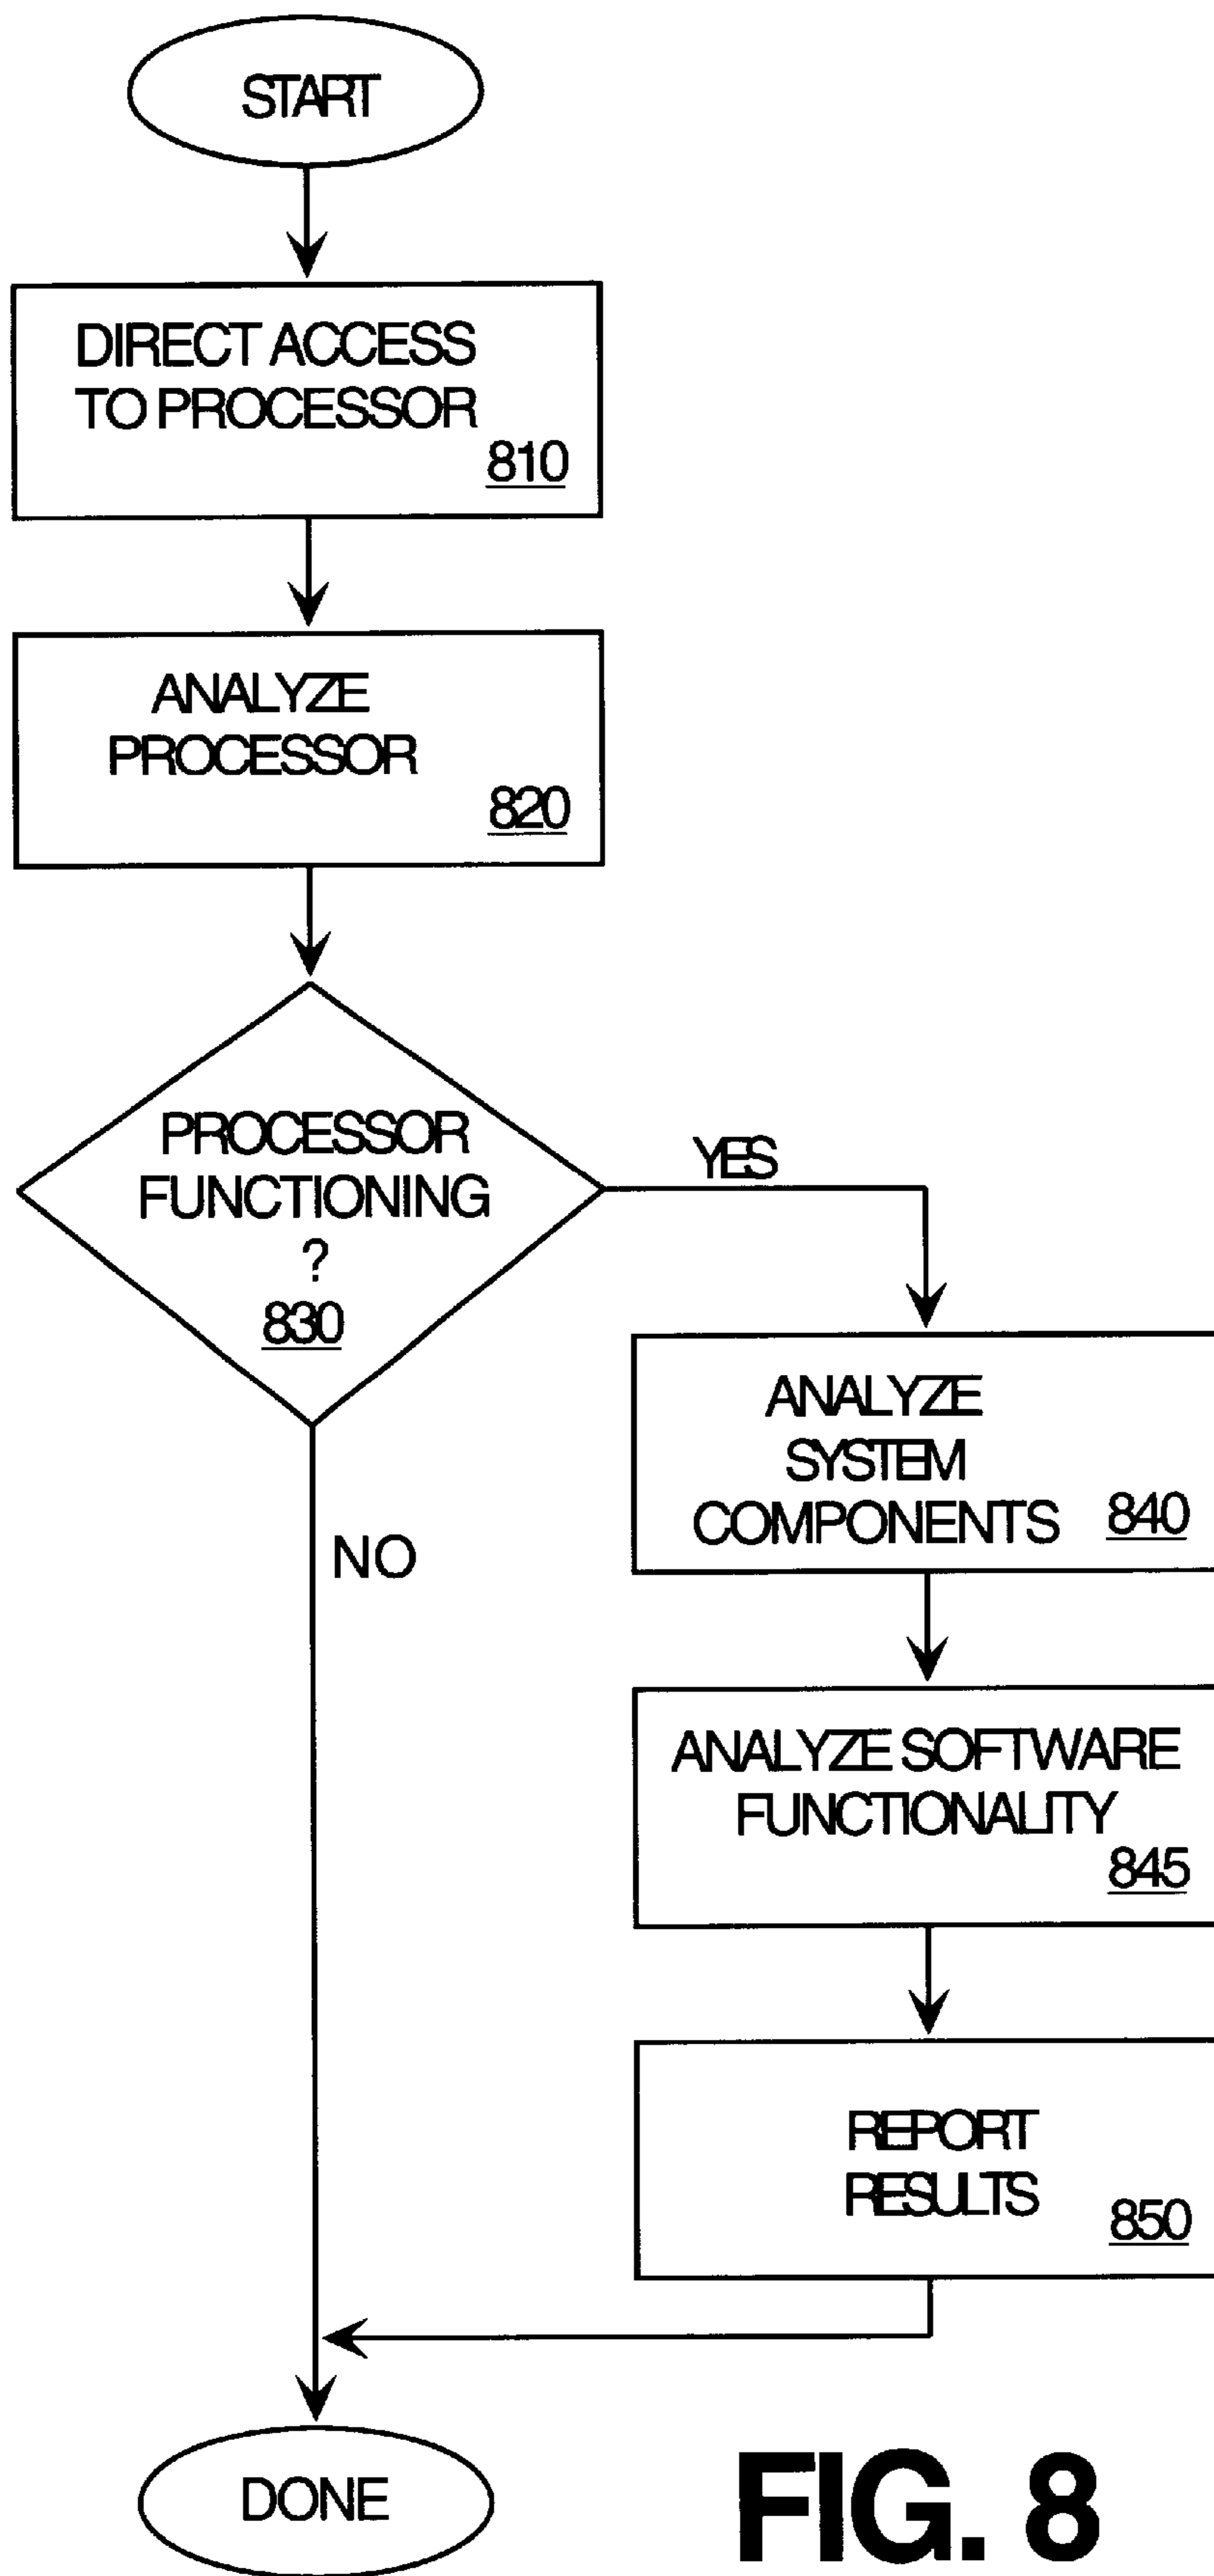 START
DIRECT ACCESS
TO PROCESSOR
810
ANALYZE
PROCESSOR
820
PROCESSOR
FUNCTIONING
?
830
YES
NO
ANALYZE
SYSTEM
COMPONENTS 840
ANALYZE SOFTWARE
FUNCTIONALITY
845
REPORT
RESULTS
850
DONE
FIG. 8